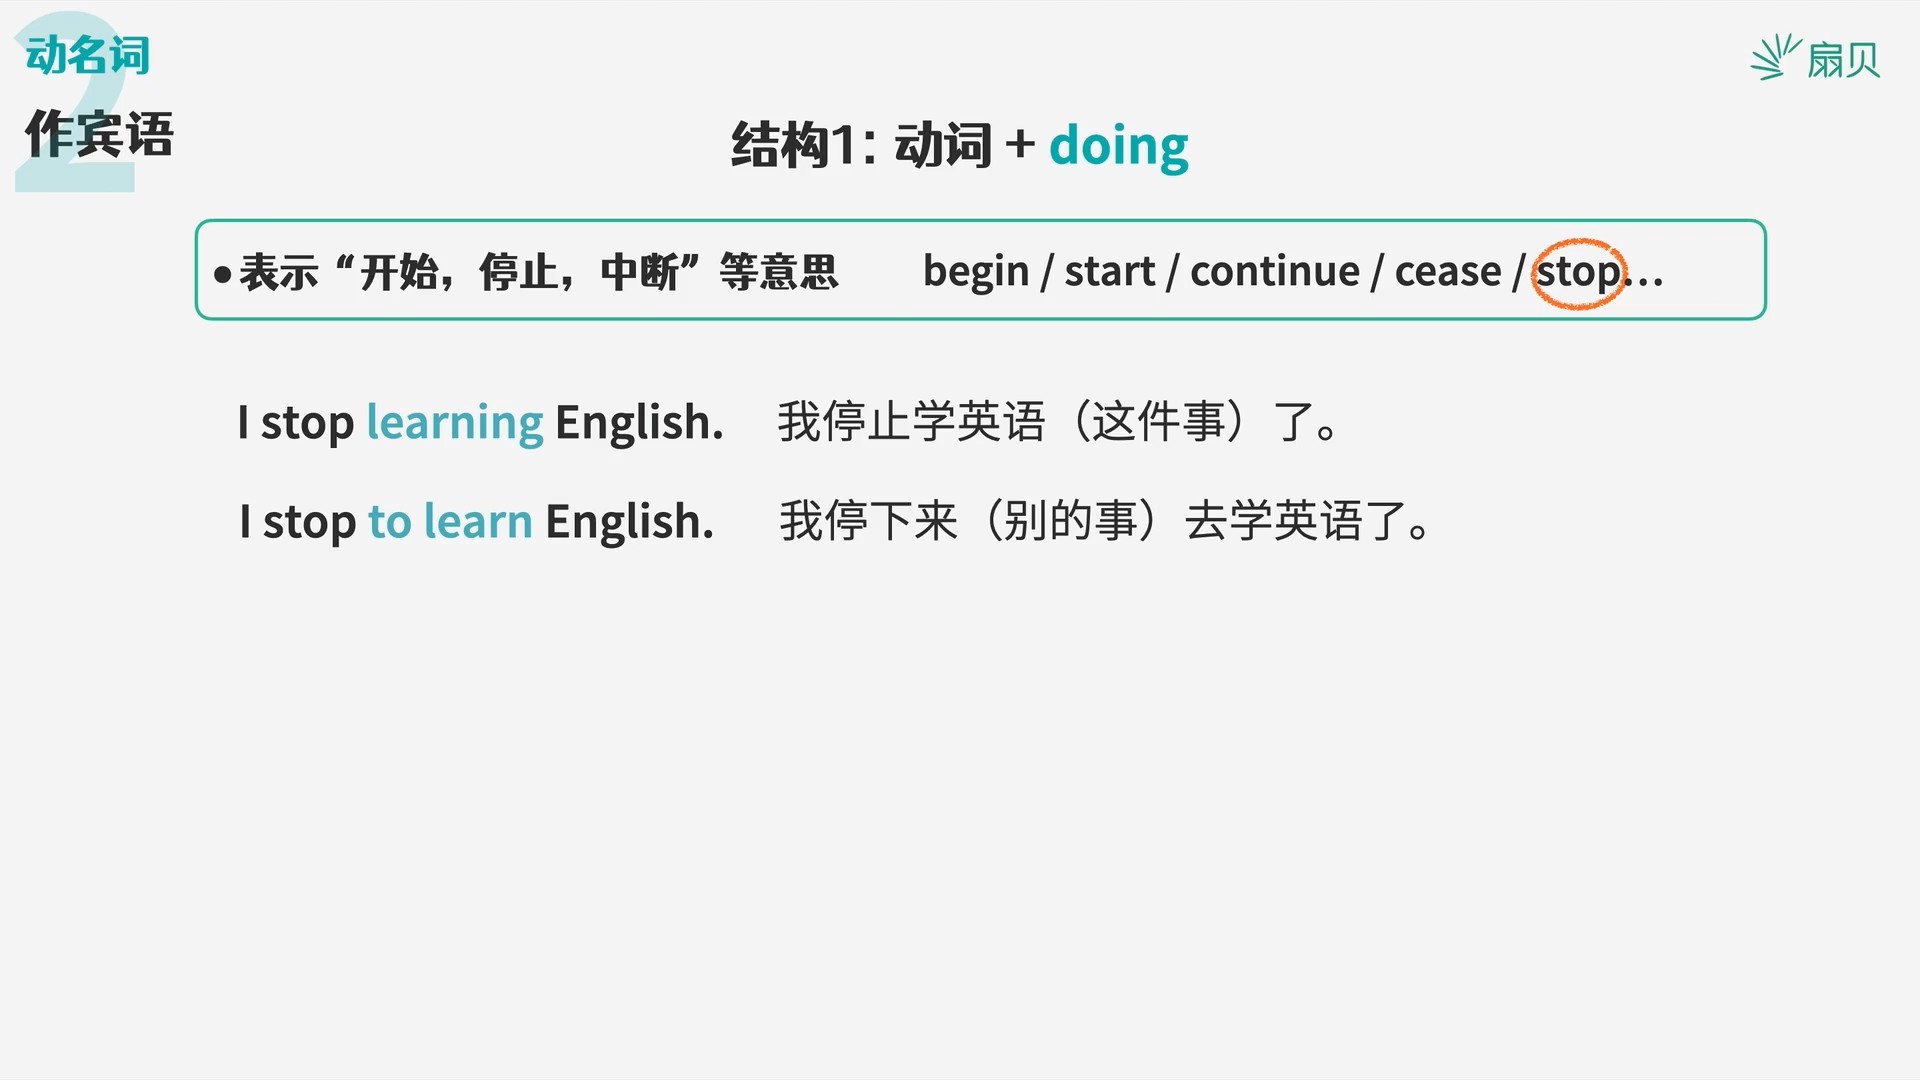 2
动名词
作宾语
扇贝
结构1: 动词 + doing
•表示“开始，停止，中断”等意思 begin / start / continue / cease / stop...
I stop learning English. 我停止学英语（这件事）了。
I stop to learn English. 我停下来（别的事）去学英语了。